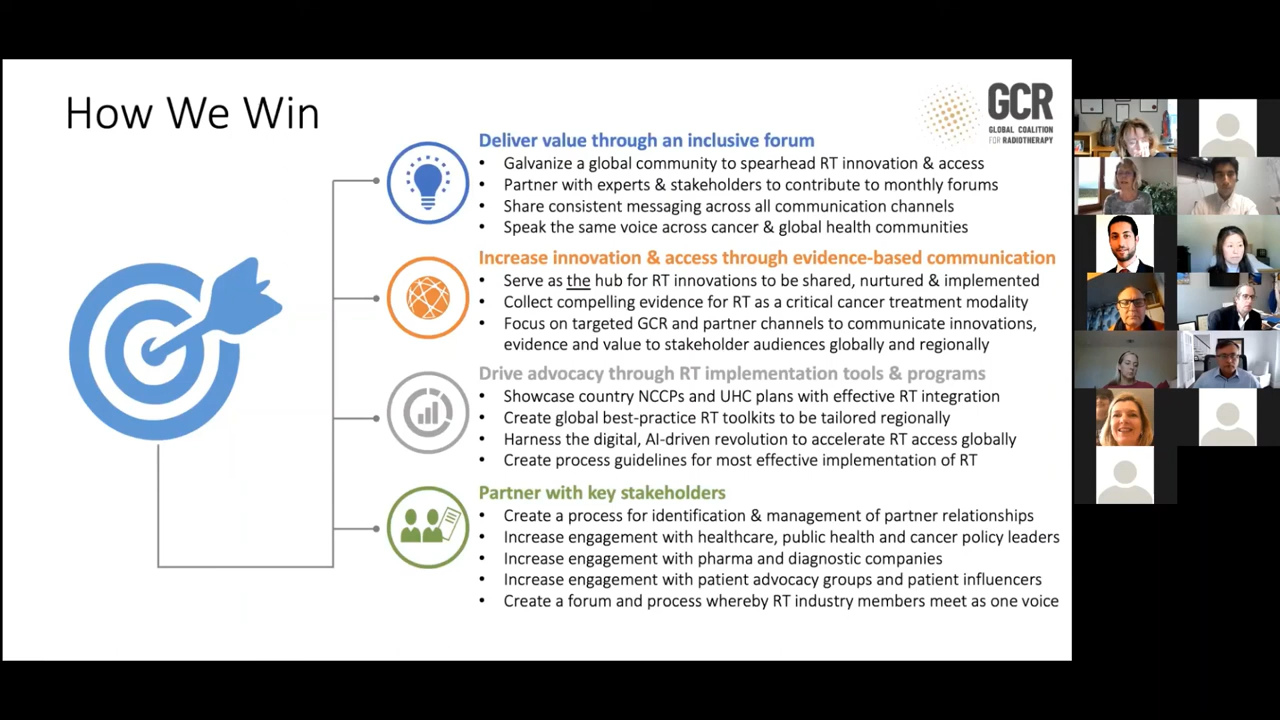 How We Win
GCR
GLOBAL COALITION
FOR RADIOTHERAPY
Deliver value through an inclusive forum
• Galvanize a global community to spearhead RT innovation & access
• Partner with experts & stakeholders to contribute to monthly forums
• Share consistent messaging across all communication channels
• Speak the same voice across cancer & global health communities
Increase innovation & access through evidence-based communication
• Serve as the hub for RT innovations to be shared, nurtured & implemented
• Collect compelling evidence for RT as a critical cancer treatment modality
• Focus on targeted GCR and partner channels to communicate innovations,
evidence and value to stakeholder audiences globally and regionally
Drive advocacy through RT implementation tools & programs
• Showcase country NCCPs and UHC plans with effective RT integration
• Create global best-practice RT toolkits to be tailored regionally
• Harness the digital, AI-driven revolution to accelerate RT access globally
• Create process guidelines for most effective implementation of RT
Partner with key stakeholders
• Create a process for identification & management of partner relationships
• Increase engagement with healthcare, public health and cancer policy leaders
• Increase engagement with pharma and diagnostic companies
• Increase engagement with patient advocacy groups and patient influencers
• Create a forum and process whereby RT industry members meet as one voice